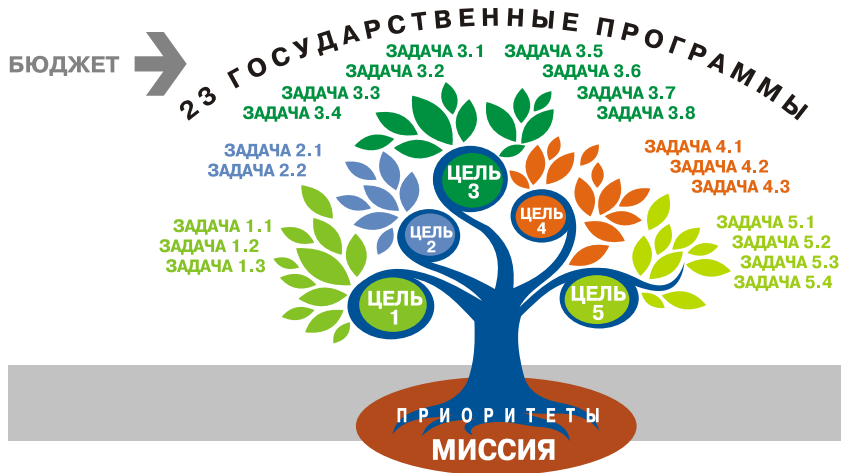 23 ГОСУДАРСТВЕННЫЕ ПРОГРАММЫ
БЮДЖЕТ
ЗАДАЧА 3.1
ЗАДАЧА 3.2
ЗАДАЧА 3.3
ЗАДАЧА 3.4
ЗАДАЧА 3.5
ЗАДАЧА 3.6
ЗАДАЧА 3.7
ЗАДАЧА 3.8
ЗАДАЧА 2.1
ЗАДАЧА 2.2
ЗАДАЧА 4.1
ЗАДАЧА 4.2
ЗАДАЧА 4.3
ЗАДАЧА 1.1
ЗАДАЧА 1.2
ЗАДАЧА 1.3
ЗАДАЧА 5.1
ЗАДАЧА 5.2
ЗАДАЧА 5.3
ЗАДАЧА 5.4
ЦЕЛЬ
3
ЦЕЛЬ
4
ЦЕЛЬ
2
ЦЕЛЬ
1
ЦЕЛЬ
5
ПРИОРИТЕТЫ
МИССИЯ